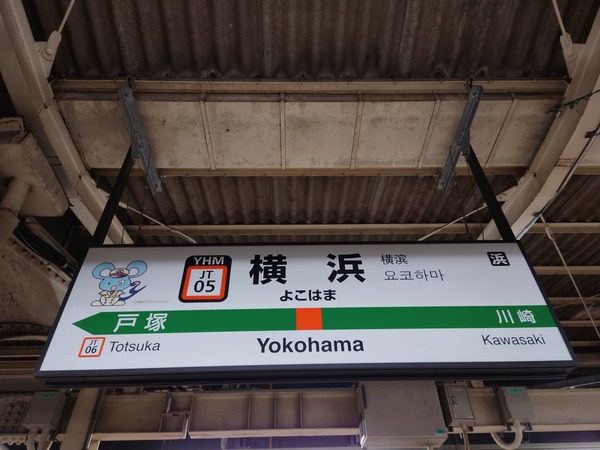 YHM
JT
05
横浜
横滨
요코하마
浜
よこはま
戸塚
川崎
JT
06
Totsuka
Yokohama
Kawasaki